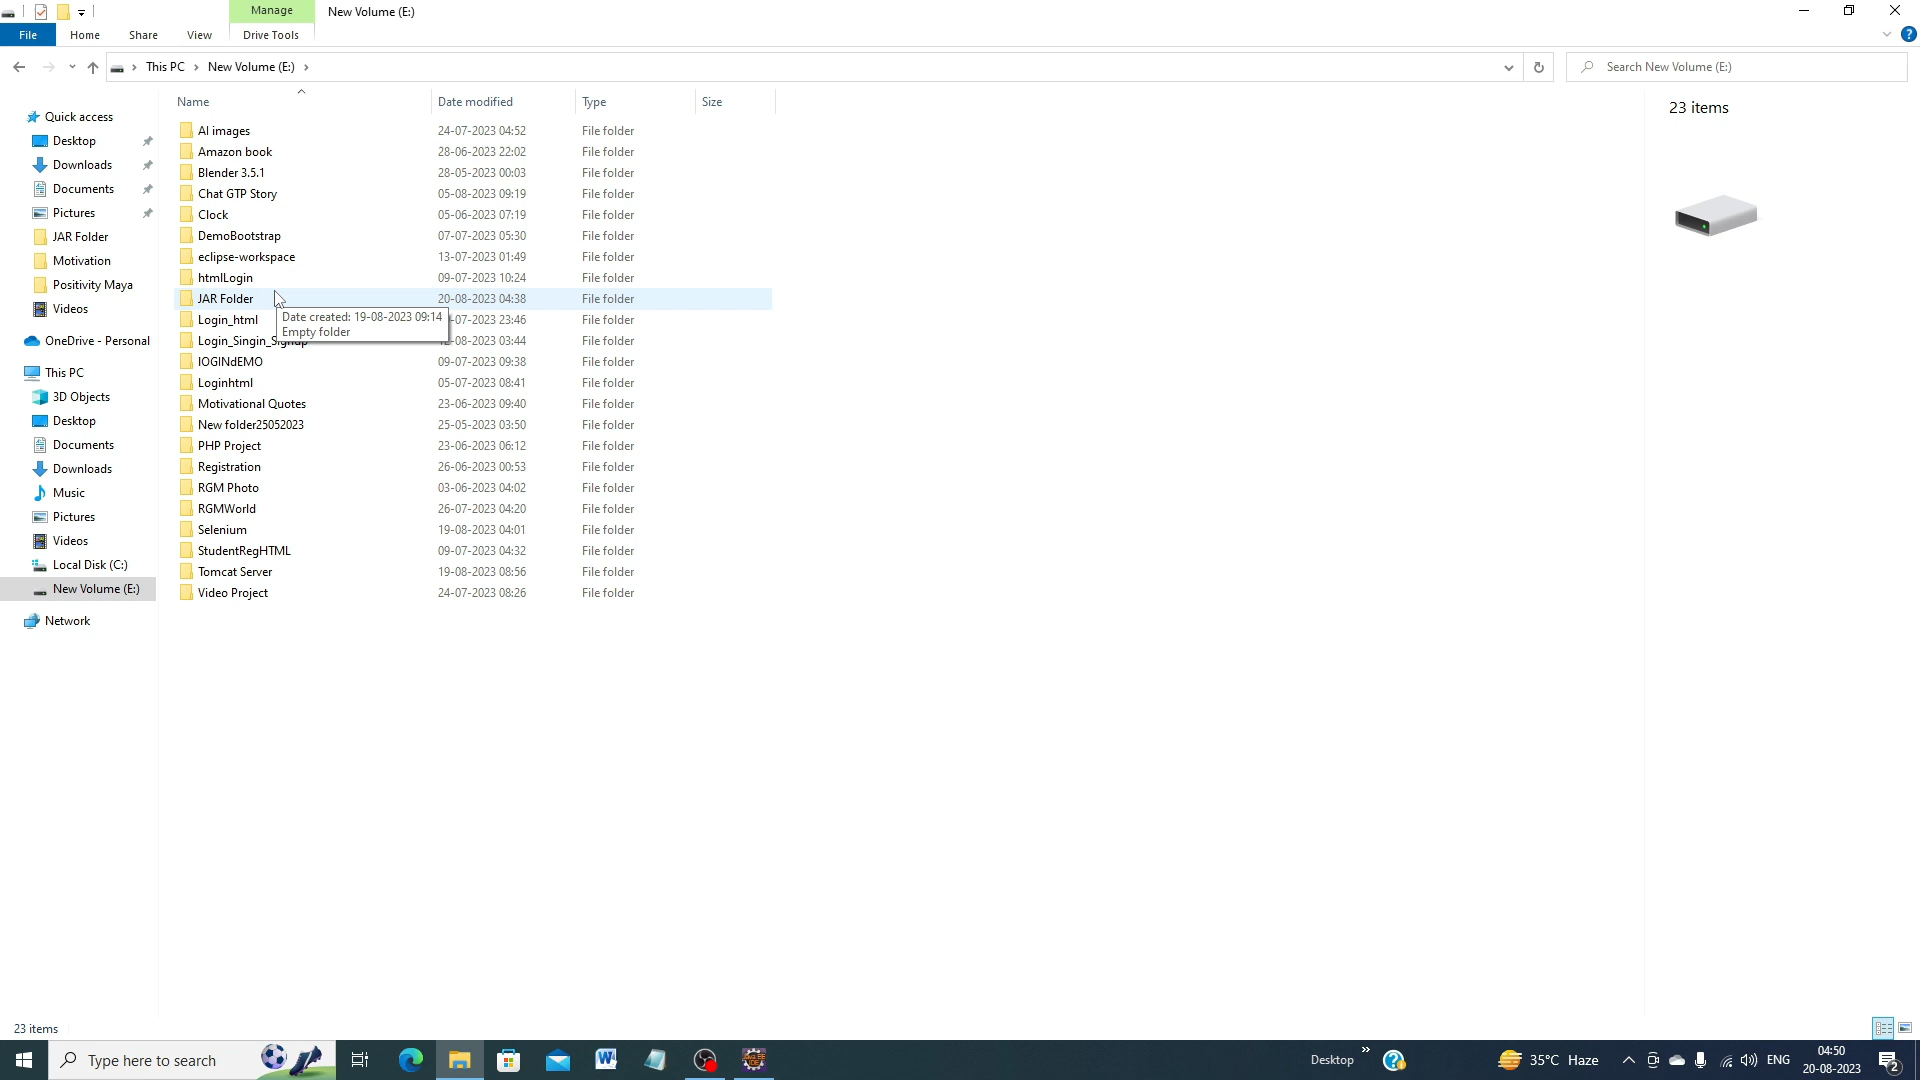 Manage
New Volume (E:)
File
Home
Share
View
Drive Tools
This PC
New Volume (E:)
Search New Volume (E:)
Quick access
Desktop
Downloads
Documents
Pictures
JAR Folder
Motivation
Positivity Maya
Videos
OneDrive - Personal
This PC
3D Objects
Desktop
Documents
Downloads
Music
Pictures
Videos
Local Disk (C:)
New Volume (E:)
Network
Name Date modified Type Size
AI images 24-07-2023 04:52 File folder
Amazon book 28-06-2023 22:02 File folder
Blender 3.5.1 28-05-2023 00:03 File folder
Chat GTP Story 05-08-2023 09:19 File folder
Clock 05-06-2023 07:19 File folder
DemoBootstrap 07-07-2023 05:30 File folder
eclipse-workspace 13-07-2023 01:49 File folder
htmlLogin 09-07-2023 10:24 File folder
JAR Folder 20-08-2023 04:38 File folder
Date created: 19-08-2023 09:14
Empty folder
Login_html -07-2023 23:46 File folder
Login_Singin_Signup 12-08-2023 03:44 File folder
lOGINdEMO 09-07-2023 09:38 File folder
Loginhtml 05-07-2023 08:41 File folder
Motivational Quotes 23-06-2023 09:40 File folder
New folder25052023 25-05-2023 03:50 File folder
PHP Project 23-06-2023 06:12 File folder
Registration 26-06-2023 00:53 File folder
RGM Photo 03-06-2023 04:02 File folder
RGMWorld 26-07-2023 04:20 File folder
Selenium 19-08-2023 04:01 File folder
StudentRegHTML 09-07-2023 04:32 File folder
Tomcat Server 19-08-2023 08:56 File folder
Video Project 24-07-2023 08:26 File folder
23 items
23 items
Type here to search
Desktop
35°C Haze
ENG
04:50
20-08-2023
2